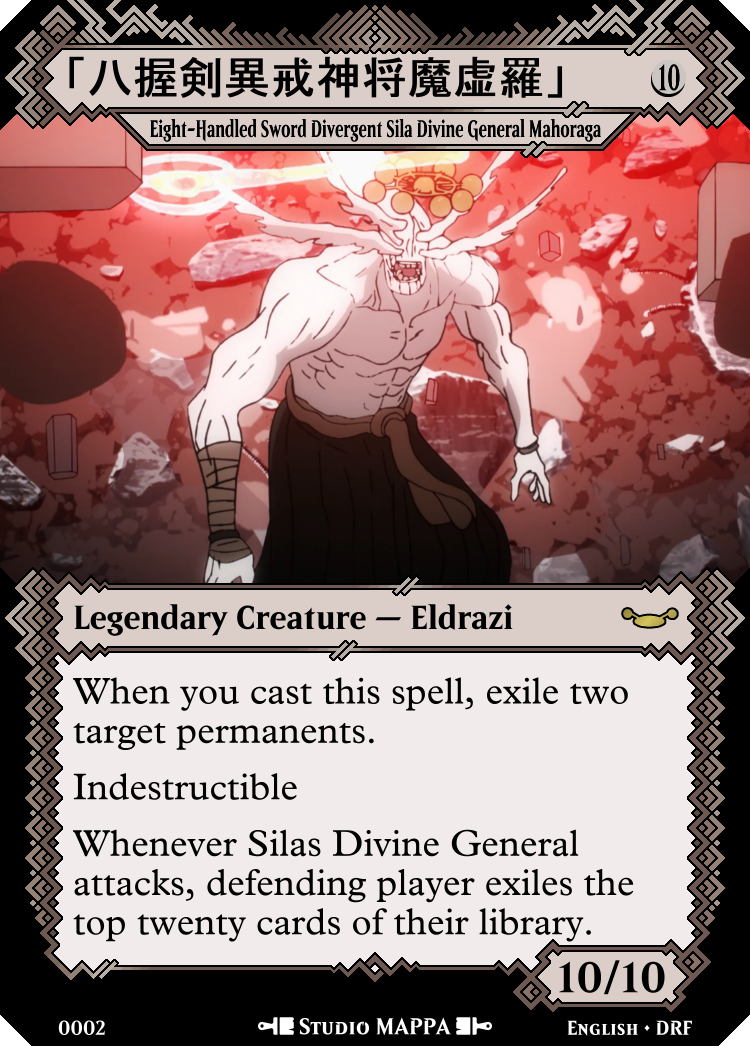 「八握剣異戒神将魔虚羅」
10
Eight-Handled Sword Divergent Sila Divine General Mahoraga
Legendary Creature — Eldrazi
When you cast this spell, exile two
target permanents.
Indestructible
Whenever Silas Divine General
attacks, defending player exiles the
top twenty cards of their library.
10/10
0002
Studio MAPPA
English • DRF